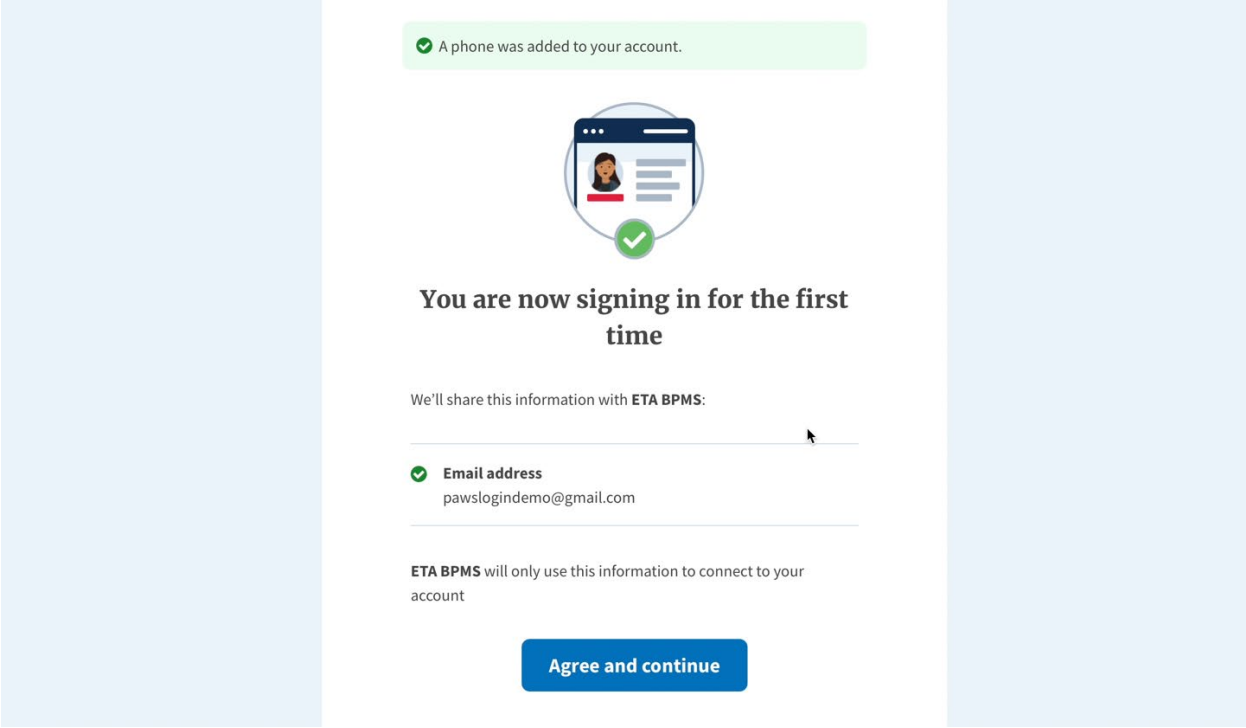 A phone was added to your account.
You are now signing in for the first
time
We’ll share this information with ETA BPMS:
Email address
pawslogindemo@gmail.com
ETA BPMS will only use this information to connect to your
account
Agree and continue